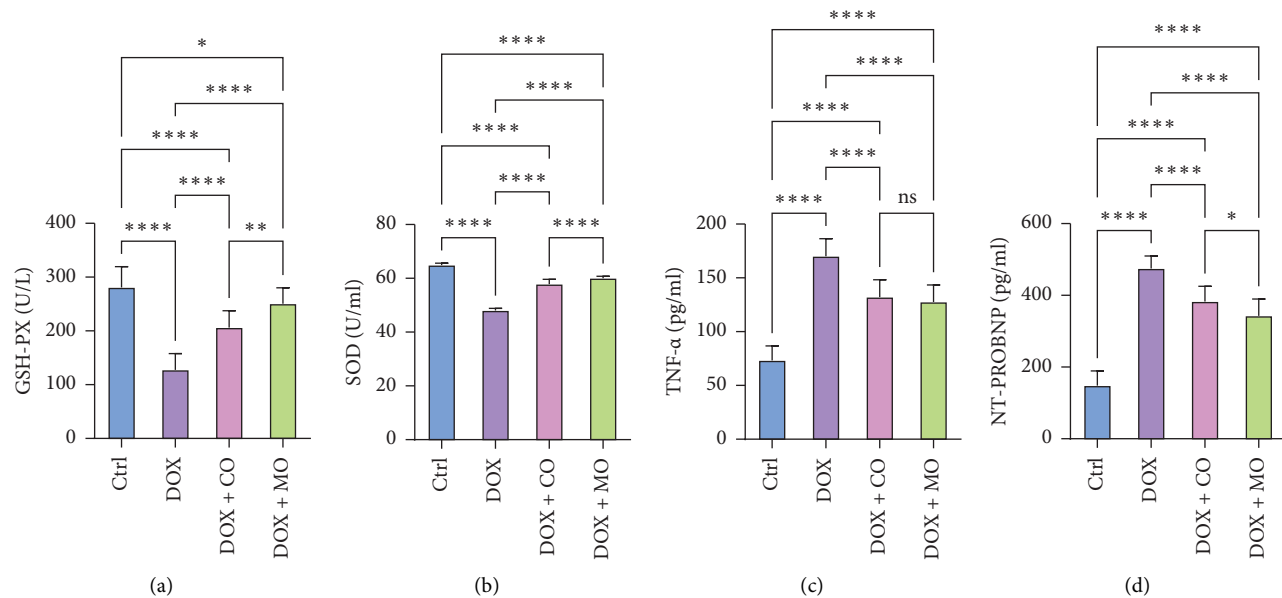 *
****
****
****
****
**
GSH-PX (U/L)
400
300
200
100
0
Ctrl
DOX
DOX + CO
DOX + MO
(a)
****
****
****
****
****
****
SOD (U/ml)
80
60
40
20
0
Ctrl
DOX
DOX + CO
DOX + MO
(b)
****
****
****
****
****
ns
TNF-α (pg/ml)
200
150
100
50
0
Ctrl
DOX
DOX + CO
DOX + MO
(c)
****
****
****
****
****
*
NT-PROBNP (pg/ml)
600
400
200
0
Ctrl
DOX
DOX + CO
DOX + MO
(d)